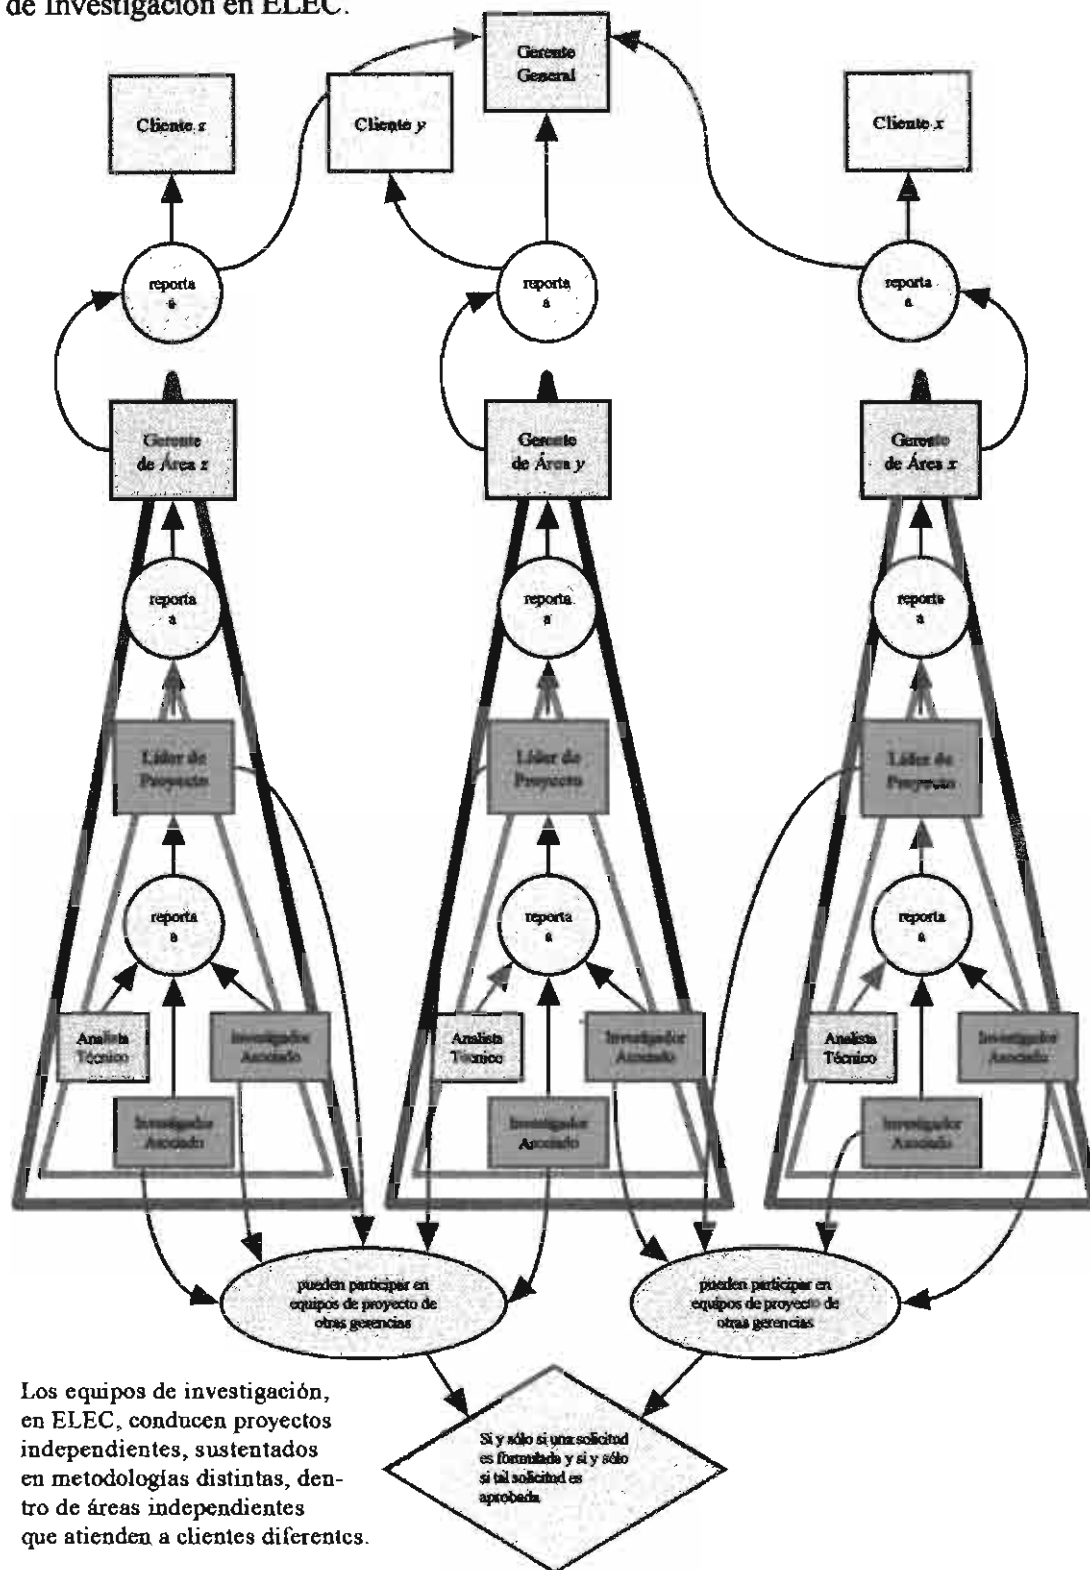 de Investigación en ELEC.
Gerente
General
Cliente z
Cliente y
Cliente x
reporta
a
reporta
a
reporta
a
Gerente
de Área z
Gerente
de Área y
Gerente
de Área x
reporta
a
reporta
a
reporta
a
Líder de
Proyecto
Líder de
Proyecto
Líder de
Proyecto
reporta
a
reporta
a
reporta
a
Analista
Técnico
Investigador
Asociado
Analista
Técnico
Investigador
Asociado
Analista
Técnico
Investigador
Asociado
Investigador
Asociado
Investigador
Asociado
Investigador
Asociado
pueden participar en
equipos de proyecto de
otras gerencias
pueden participar en
equipos de proyecto de
otras gerencias
Si y sólo si una solicitud
es formulada y si y sólo
si tal solicitud es
aprobada
Los equipos de investigación,
en ELEC, conducen proyectos
independientes, sustentados
en metodologías distintas, den-
tro de áreas independientes
que atienden a clientes diferentes.